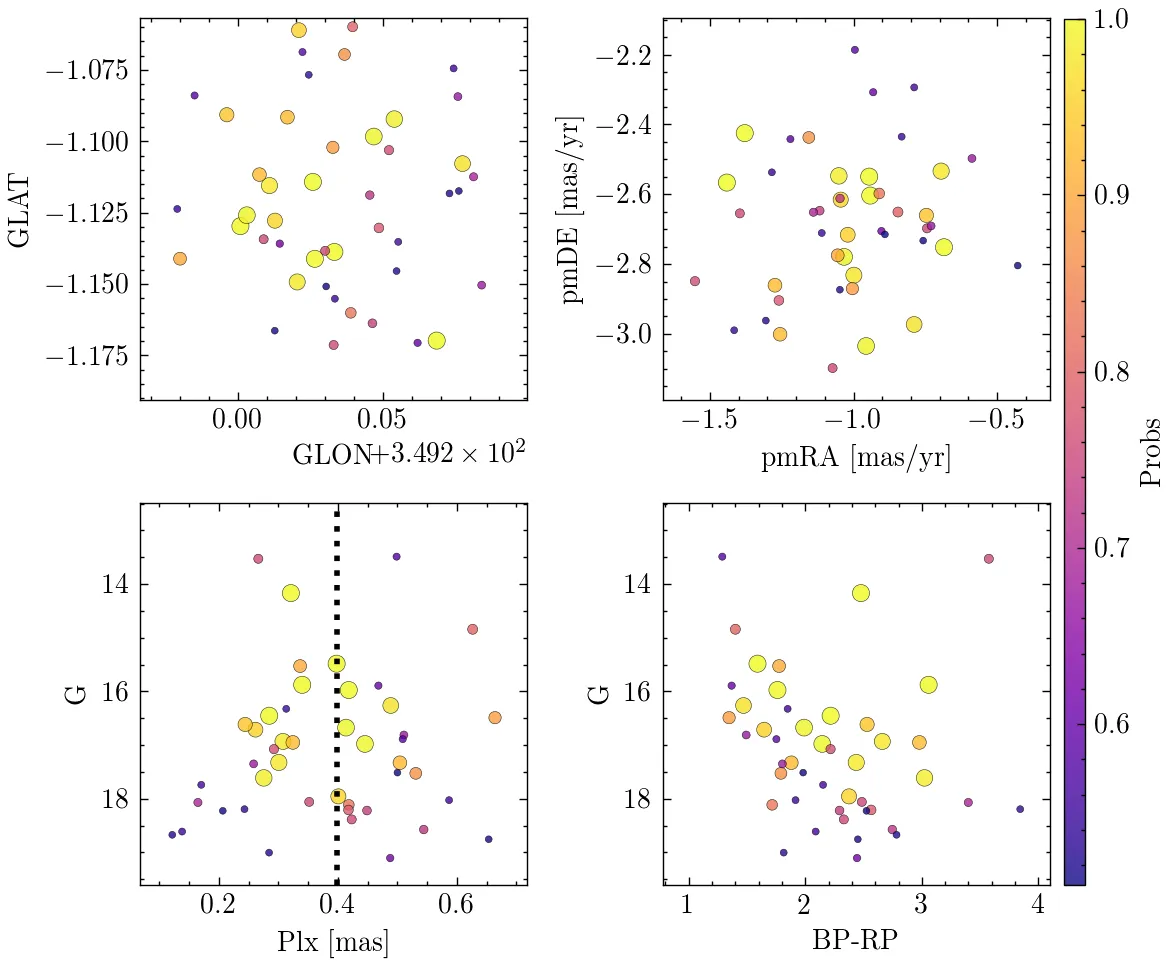 −1.075
−1.100
−1.125
−1.150
−1.175
GLAT
0.00 0.05
GLON+3.492 × 10²
−2.2
−2.4
−2.6
−2.8
−3.0
pmDE [mas/yr]
−1.5 −1.0 −0.5
pmRA [mas/yr]
14
16
18
G
0.2 0.4 0.6
Plx [mas]
14
16
18
G
1 2 3 4
BP-RP
1.0
0.9
0.8
0.7
0.6
Probs